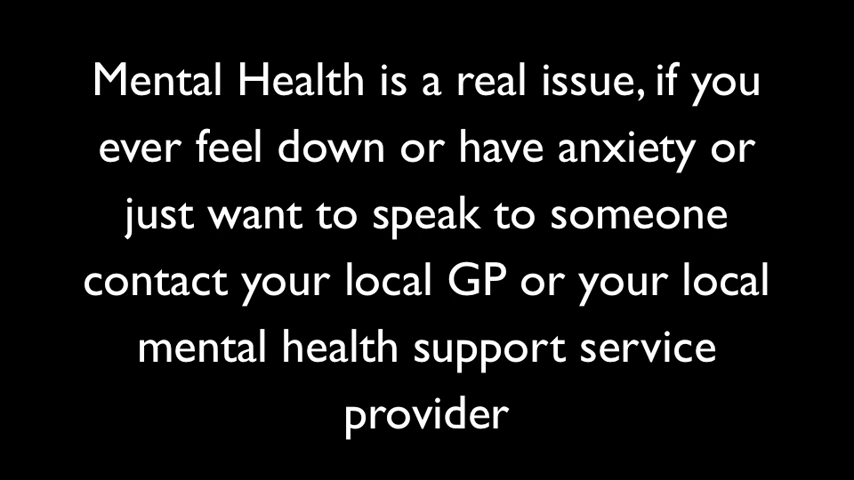 Mental Health is a real issue, if you
ever feel down or have anxiety or
just want to speak to someone
contact your local GP or your local
mental health support service
provider